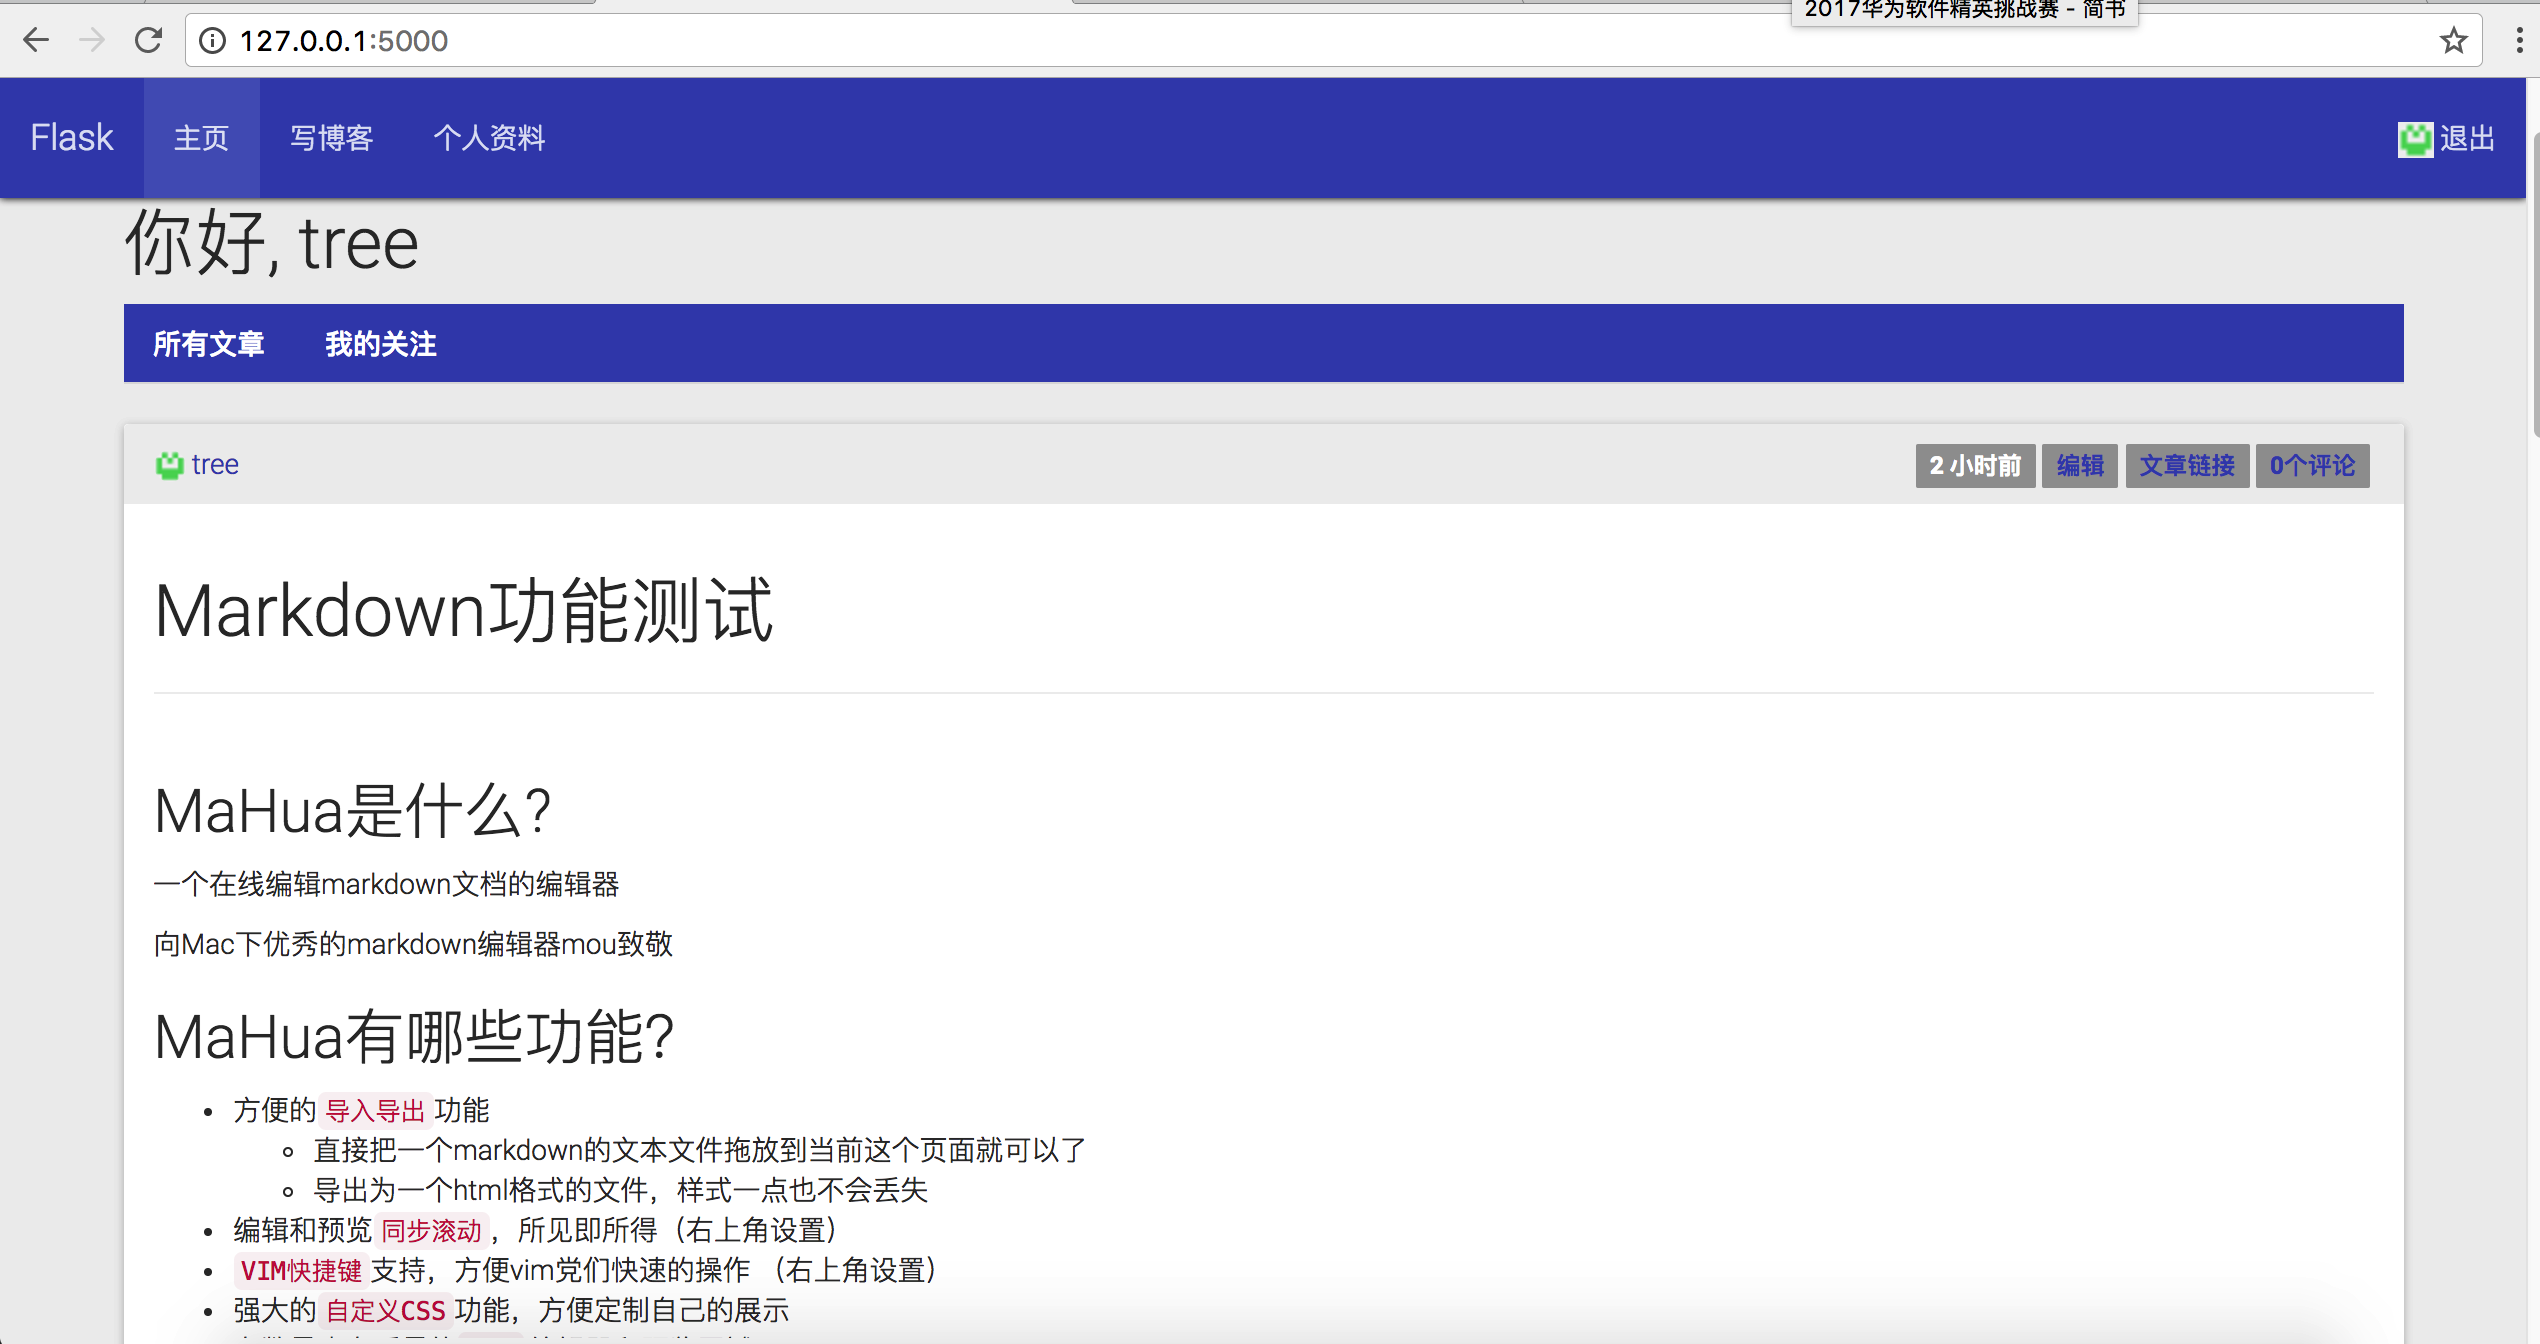 2017华为软件精英挑战赛 - 简书
127.0.0.1:5000
Flask 主页 写博客 个人资料 退出
你好, tree
所有文章 我的关注
tree 2 小时前 编辑 文章链接 0个评论
Markdown功能测试
MaHua是什么?
一个在线编辑markdown文档的编辑器
向Mac下优秀的markdown编辑器mou致敬
MaHua有哪些功能?
方便的导入导出功能
直接把一个markdown的文本文件拖放到当前这个页面就可以了
导出为一个html格式的文件，样式一点也不会丢失
编辑和预览同步滚动，所见即所得（右上角设置）
VIM快捷键支持，方便vim党们快速的操作 （右上角设置）
强大的自定义CSS功能，方便定制自己的展示